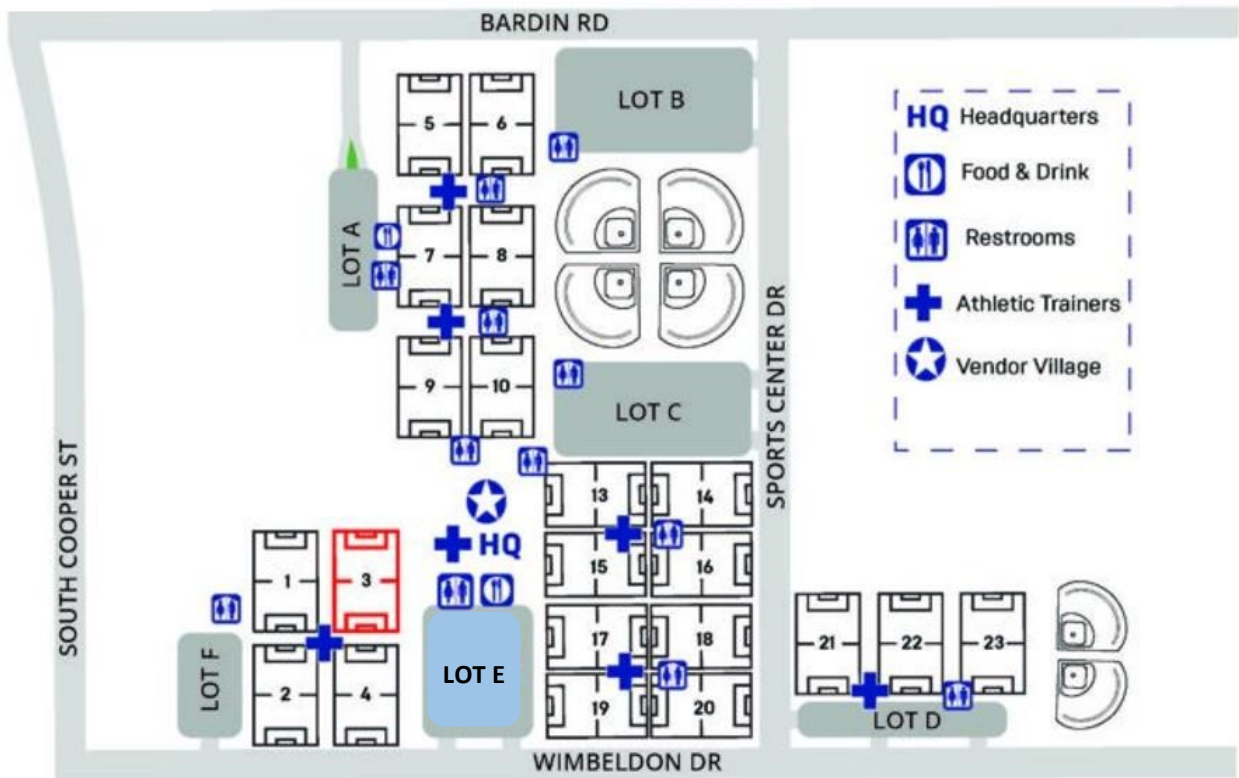 BARDIN RD
LOT B
HQ Headquarters
Food & Drink
Restrooms
Athletic Trainers
Vendor Village
5
6
LOT A
7
8
9
10
LOT C
SPORTS CENTER DR
SOUTH COOPER ST
13
14
15
16
HQ
1
3
2
4
LOT F
LOT E
17
18
19
20
21
22
23
LOT D
WIMBELDON DR